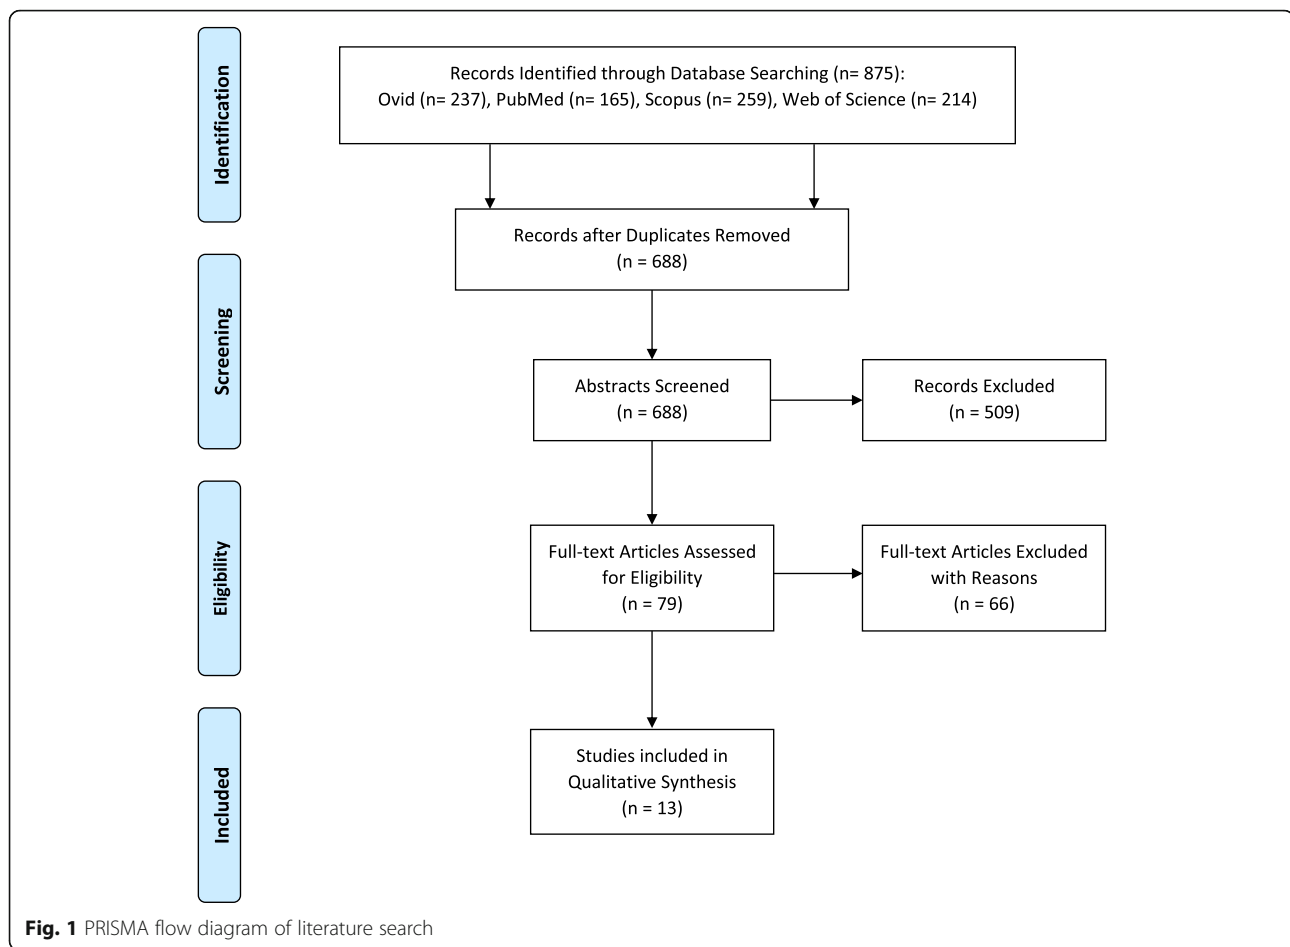 Identification
Records Identified through Database Searching (n= 875):
Ovid (n= 237), PubMed (n= 165), Scopus (n= 259), Web of Science (n= 214)
Records after Duplicates Removed
(n = 688)
Screening
Abstracts Screened
(n = 688)
Records Excluded
(n = 509)
Eligibility
Full-text Articles Assessed
for Eligibility
(n = 79)
Full-text Articles Excluded
with Reasons
(n = 66)
Included
Studies included in
Qualitative Synthesis
(n = 13)
Fig. 1 PRISMA flow diagram of literature search